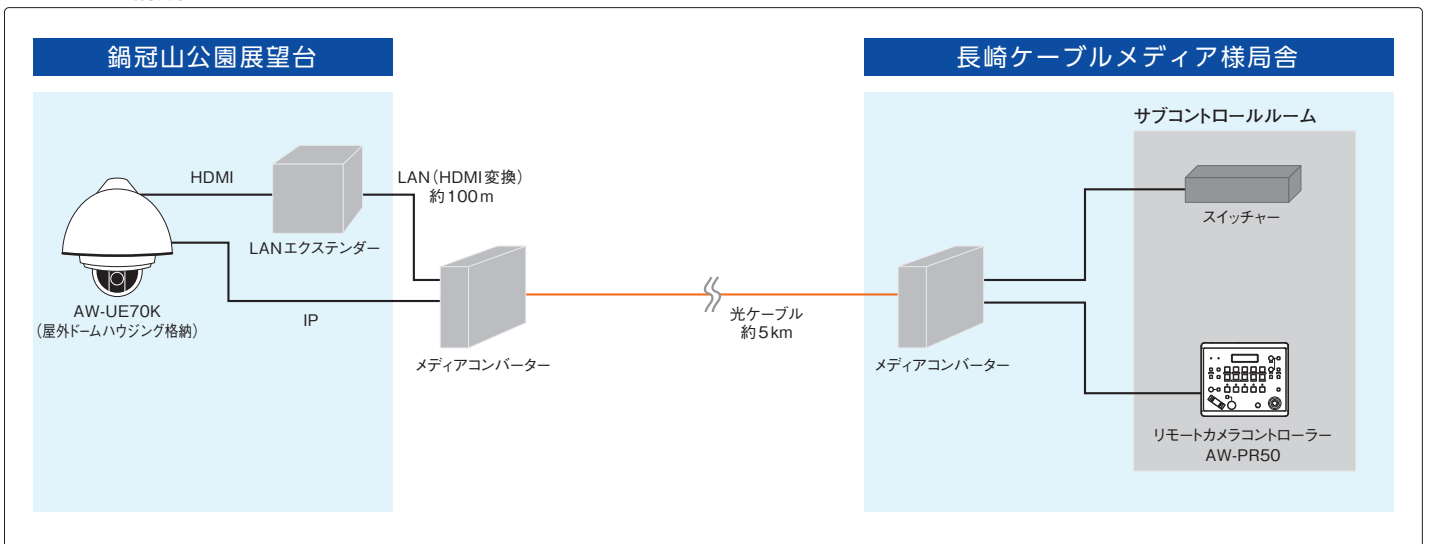 鍋冠山公園展望台
長崎ケーブルメディア様局舎
サブコントロールルーム
HDMI
LAN(HDMI変換)
約100m
LANエクステンダー
スイッチャー
AW-UE70K
(屋外ドームハウジング格納)
IP
メディアコンバーター
光ケーブル
約5km
メディアコンバーター
リモートカメラコントローラー
AW-PR50